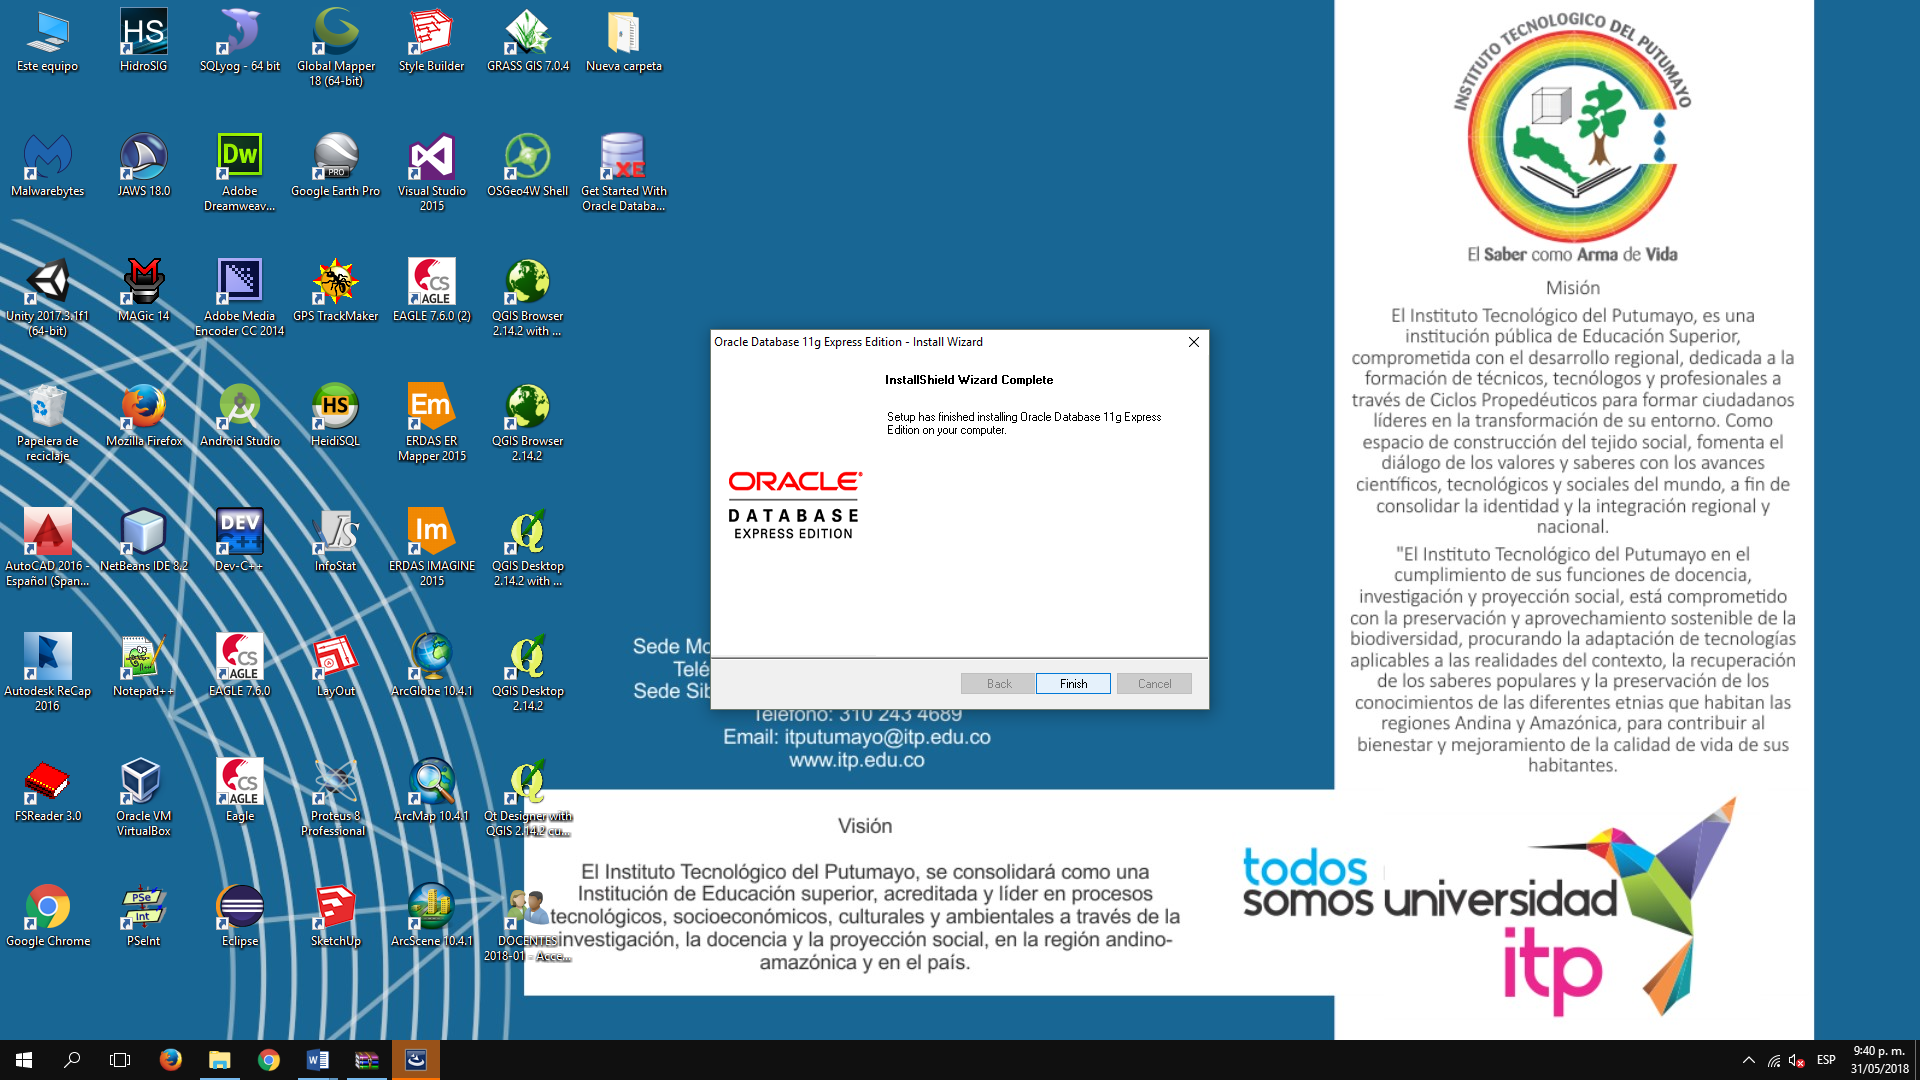 Este equipo
HidroSIG
SQLyog - 64 bit
Global Mapper
18 (64-bit)
Style Builder
GRASS GIS 7.0.4
Nueva carpeta
Malwarebytes
JAWS 18.0
Adobe
Dreamweav...
Google Earth Pro
Visual Studio
2015
OSGeo4W Shell
Get Started With
Oracle Databa...
Unity 2017.3.1f1
(64-bit)
MAGic 14
Adobe Media
Encoder CC 2014
GPS TrackMaker
EAGLE 7.6.0 (2)
QGIS Browser
2.14.2 with ...
Papelera de
reciclaje
Mozilla Firefox
Android Studio
HeidiSQL
ERDAS ER
Mapper 2015
QGIS Browser
2.14.2
AutoCAD 2016 -
Español (Span...
NetBeans IDE 8.2
Dev-C++
InfoStat
ERDAS IMAGINE
2015
QGIS Desktop
2.14.2 with ...
Autodesk ReCap
2016
Notepad++
EAGLE 7.6.0
LayOut
ArcGlobe 10.4.1
QGIS Desktop
2.14.2
FSReader 3.0
Oracle VM
VirtualBox
Eagle
Proteus 8
Professional
ArcMap 10.4.1
Qt Designer with
QGIS 2.14.2 cu...
Google Chrome
PSeInt
Eclipse
SketchUp
ArcScene 10.4.1
DOCENTES
2018-01 - Acce...
Oracle Database 11g Express Edition - Install Wizard
InstallShield Wizard Complete
Setup has finished installing Oracle Database 11g Express
Edition on your computer.
ORACLE
DATABASE
EXPRESS EDITION
Back
Finish
Cancel
Sede
Sede
Teléfono: 310 243 4689
Email: itputumayo@itp.edu.co
www.itp.edu.co
Visión
El Instituto Tecnológico del Putumayo, se consolidará como una
Institución de Educación superior, acreditada y líder en procesos
tecnológicos, socioeconómicos, culturales y ambientales a través de la
investigación, la docencia y la proyección social, en la región andino-
amazónica y en el país.
INSTITUTO TECNOLOGICO DEL PUTUMAYO
El Saber como Arma de Vida
Misión
El Instituto Tecnológico del Putumayo, es una
institución pública de Educación Superior,
comprometida con el desarrollo regional, dedicada a la
formación de técnicos, tecnólogos y profesionales a
través de Ciclos Propedéuticos para formar ciudadanos
líderes en la transformación de su entorno. Como
espacio de construcción del tejido social, fomenta el
diálogo de los valores y saberes con los avances
científicos, tecnológicos y sociales del mundo, a fin de
consolidar la identidad y la integración regional y
nacional.
"El Instituto Tecnológico del Putumayo en el
cumplimiento de sus funciones de docencia,
investigación y proyección social, está comprometido
con la preservación y aprovechamiento sostenible de la
biodiversidad, procurando la adaptación de tecnologías
aplicables a las realidades del contexto, la recuperación
de los saberes populares y la preservación de los
conocimientos de las diferentes etnias que habitan las
regiones Andina y Amazónica, para contribuir al
bienestar y mejoramiento de la calidad de vida de sus
habitantes.
todos
somos universidad
itp
ESP
9:40 p. m.
31/05/2018